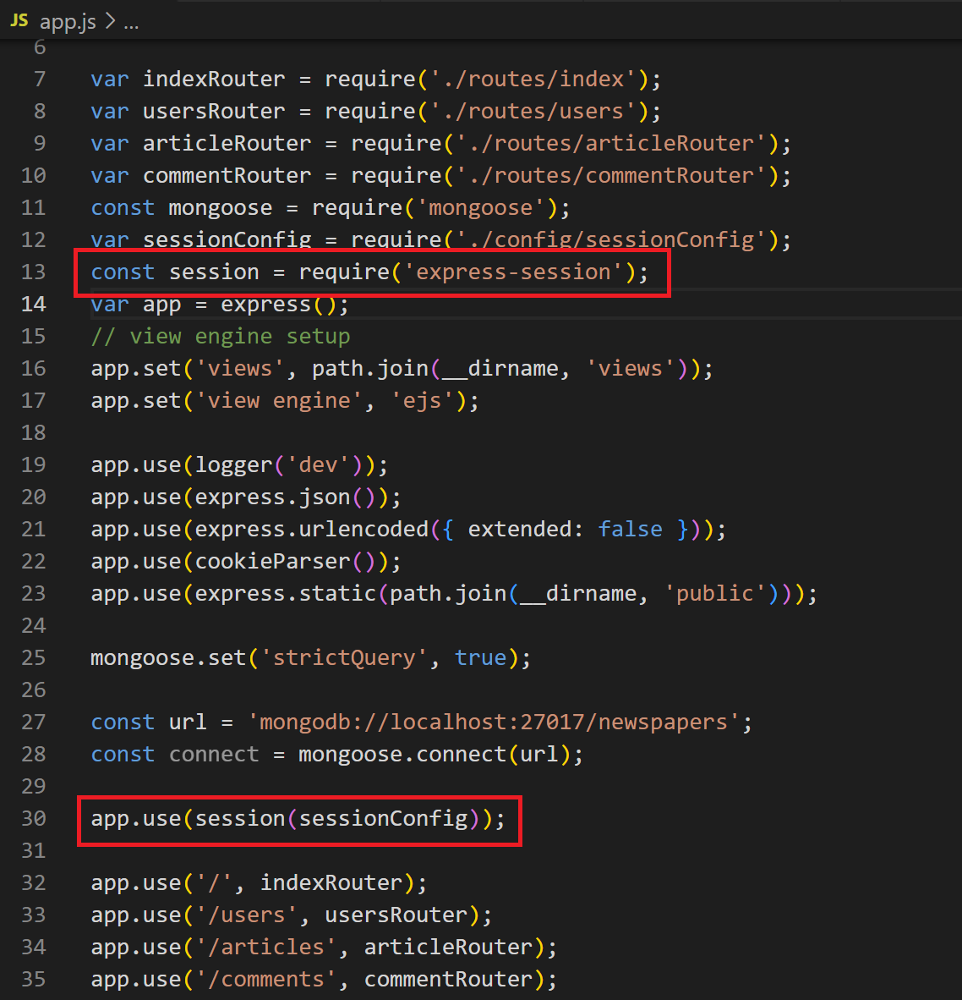 JS app.js > ...
6
7 var indexRouter = require('./routes/index');
8 var usersRouter = require('./routes/users');
9 var articleRouter = require('./routes/articleRouter');
10 var commentRouter = require('./routes/commentRouter');
11 const mongoose = require('mongoose');
12 var sessionConfig = require('./config/sessionConfig');
13 const session = require('express-session');
14 var app = express();
15 // view engine setup
16 app.set('views', path.join(__dirname, 'views'));
17 app.set('view engine', 'ejs');
18
19 app.use(logger('dev'));
20 app.use(express.json());
21 app.use(express.urlencoded({ extended: false }));
22 app.use(cookieParser());
23 app.use(express.static(path.join(__dirname, 'public')));
24
25 mongoose.set('strictQuery', true);
26
27 const url = 'mongodb://localhost:27017/newspapers';
28 const connect = mongoose.connect(url);
29
30 app.use(session(sessionConfig));
31
32 app.use('/', indexRouter);
33 app.use('/users', usersRouter);
34 app.use('/articles', articleRouter);
35 app.use('/comments', commentRouter);